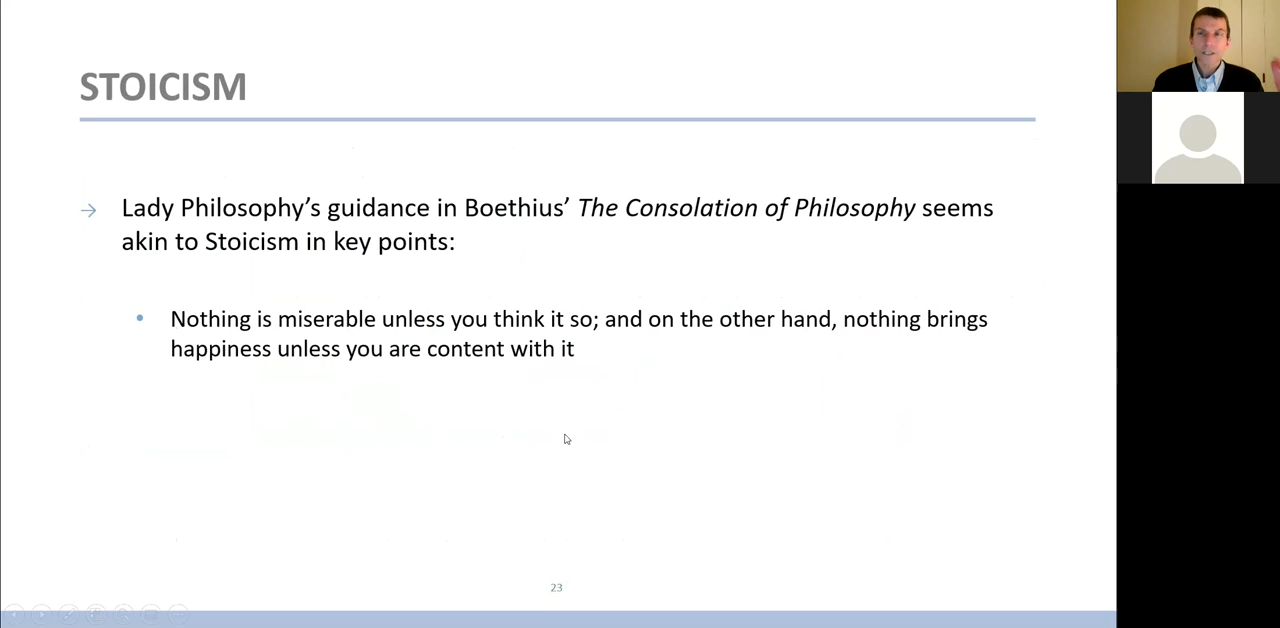 STOICISM
→ Lady Philosophy’s guidance in Boethius’ The Consolation of Philosophy seems
akin to Stoicism in key points:
• Nothing is miserable unless you think it so; and on the other hand, nothing brings
happiness unless you are content with it
23